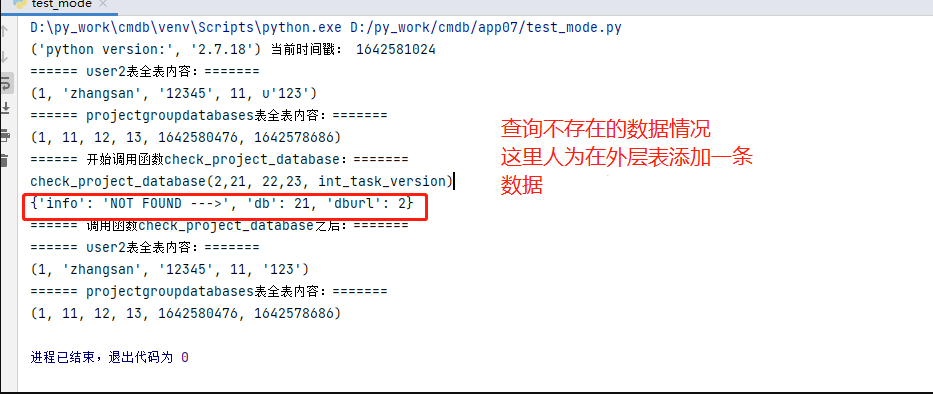 test_mode
D:\py_work\cmdb\venv\Scripts\python.exe D:/py_work/cmdb/app07/test_mode.py
('python version:', '2.7.18') 当前时间戳： 1642581024
====== user2表全表内容：=======
(1, 'zhangsan', '12345', 11, u'123')
====== projectgroupdatabases表全表内容：=======
(1, 11, 12, 13, 1642580476, 1642578686)
====== 开始调用函数check_project_database：=======
check_project_database(2,21, 22,23, int_task_version)
{'info': 'NOT FOUND --->', 'db': 21, 'dburl': 2}
====== 调用函数check_project_database之后：=======
====== user2表全表内容：=======
(1, 'zhangsan', '12345', 11, '123')
====== projectgroupdatabases表全表内容：=======
(1, 11, 12, 13, 1642580476, 1642578686)
进程已结束，退出代码为 0
查询不存在的数据情况
这里人为在外层表添加一条
数据